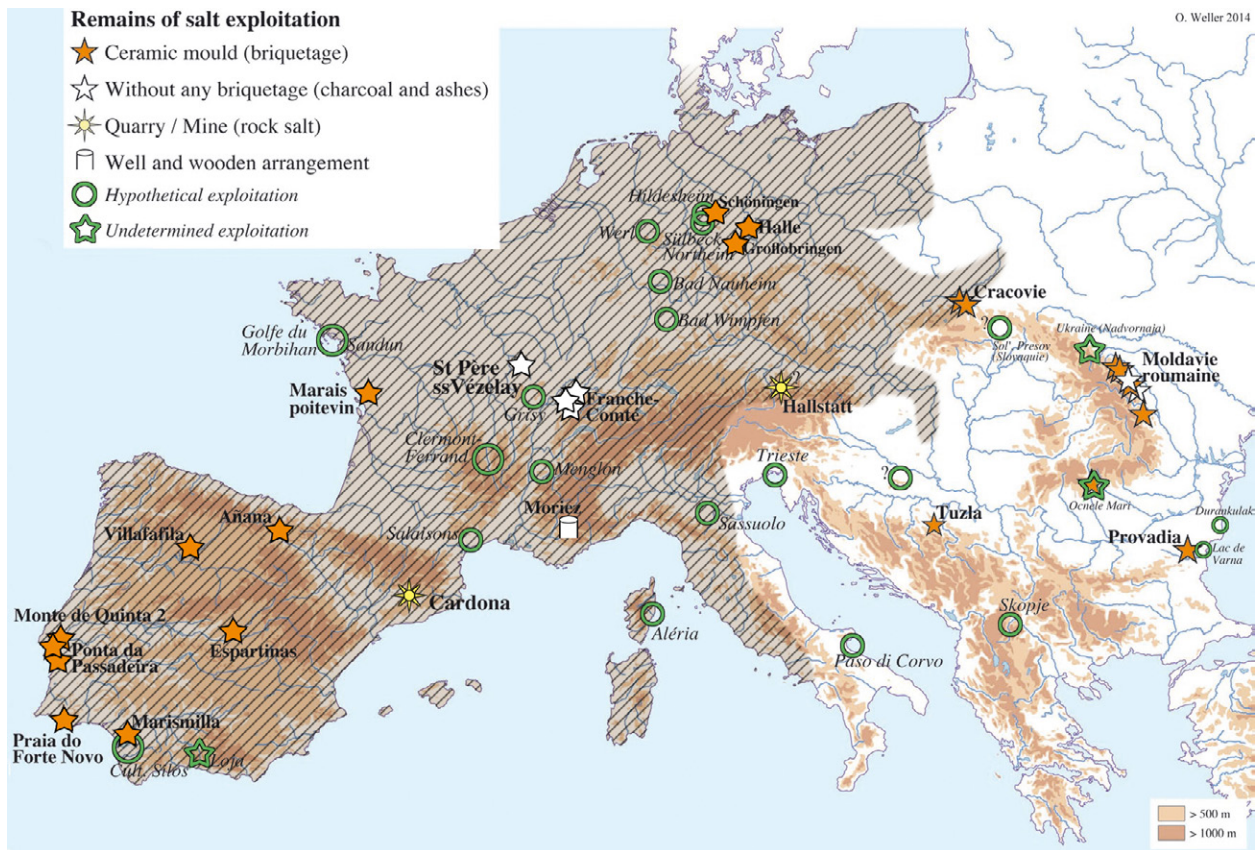 Remains of salt exploitation
O. Weller 2014
Ceramic mould (briquetage)
Without any briquetage (charcoal and ashes)
Quarry / Mine (rock salt)
Well and wooden arrangement
Hypothetical exploitation
Undetermined exploitation
Hildesheim
Schöningen
Werl
Halle
Sülbeck
Northeim
Großobringen
Bad Nauheim
Bad Wimpfen
Cracovie
?
Sol', Presov
(Slovaquie)
Ukraine (Nadvornaja)
Moldavie
roumaine
Golfe du
Morbihan
Sandun
Marais
poitevin
St Père
ssVézelay
Grisy
Franche-
Comté
?
Hallstatt
Clermont-
Ferrand
Menglon
Moriez
Trieste
?
Sassuolo
Tuzla
Ocnele Mari
Durankulak
Provadia
Lac de
Varna
Añana
Villafafila
Salaisons
Cardona
Monte de Quinta 2
Ponta da
Passadeira
Espartinas
Aléria
Paso di Corvo
Skopje
Praia do
Forte Novo
Marismilla
Cult. Silos
Loja
> 500 m
> 1000 m